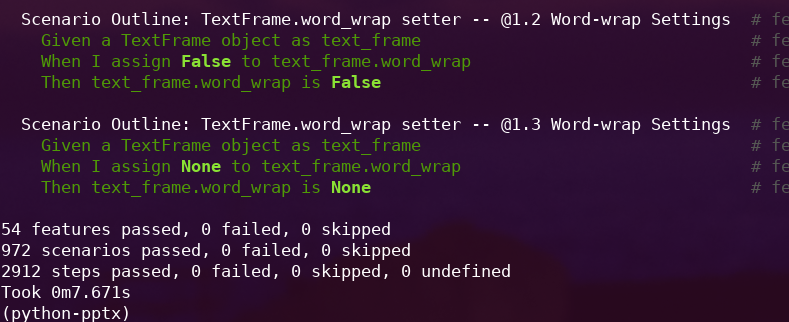 Scenario Outline: TextFrame.word_wrap setter -- @1.2 Word-wrap Settings # fe
Given a TextFrame object as text_frame # fe
When I assign False to text_frame.word_wrap # fe
Then text_frame.word_wrap is False # fe
Scenario Outline: TextFrame.word_wrap setter -- @1.3 Word-wrap Settings # fe
Given a TextFrame object as text_frame # fe
When I assign None to text_frame.word_wrap # fe
Then text_frame.word_wrap is None # fe
54 features passed, 0 failed, 0 skipped
972 scenarios passed, 0 failed, 0 skipped
2912 steps passed, 0 failed, 0 skipped, 0 undefined
Took 0m7.671s
(python-pptx)